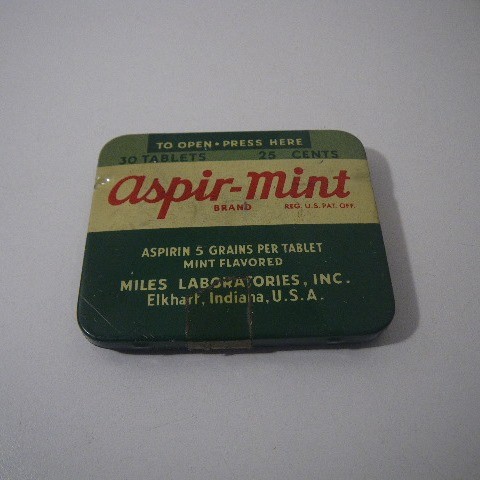 TO OPEN • PRESS HERE
30 TABLETS 25 CENTS
aspir-mint
BRAND REG. U.S. PAT. OFF.
ASPIRIN 5 GRAINS PER TABLET
MINT FLAVORED
MILES LABORATORIES, INC.
Elkhart, Indiana, U.S.A.